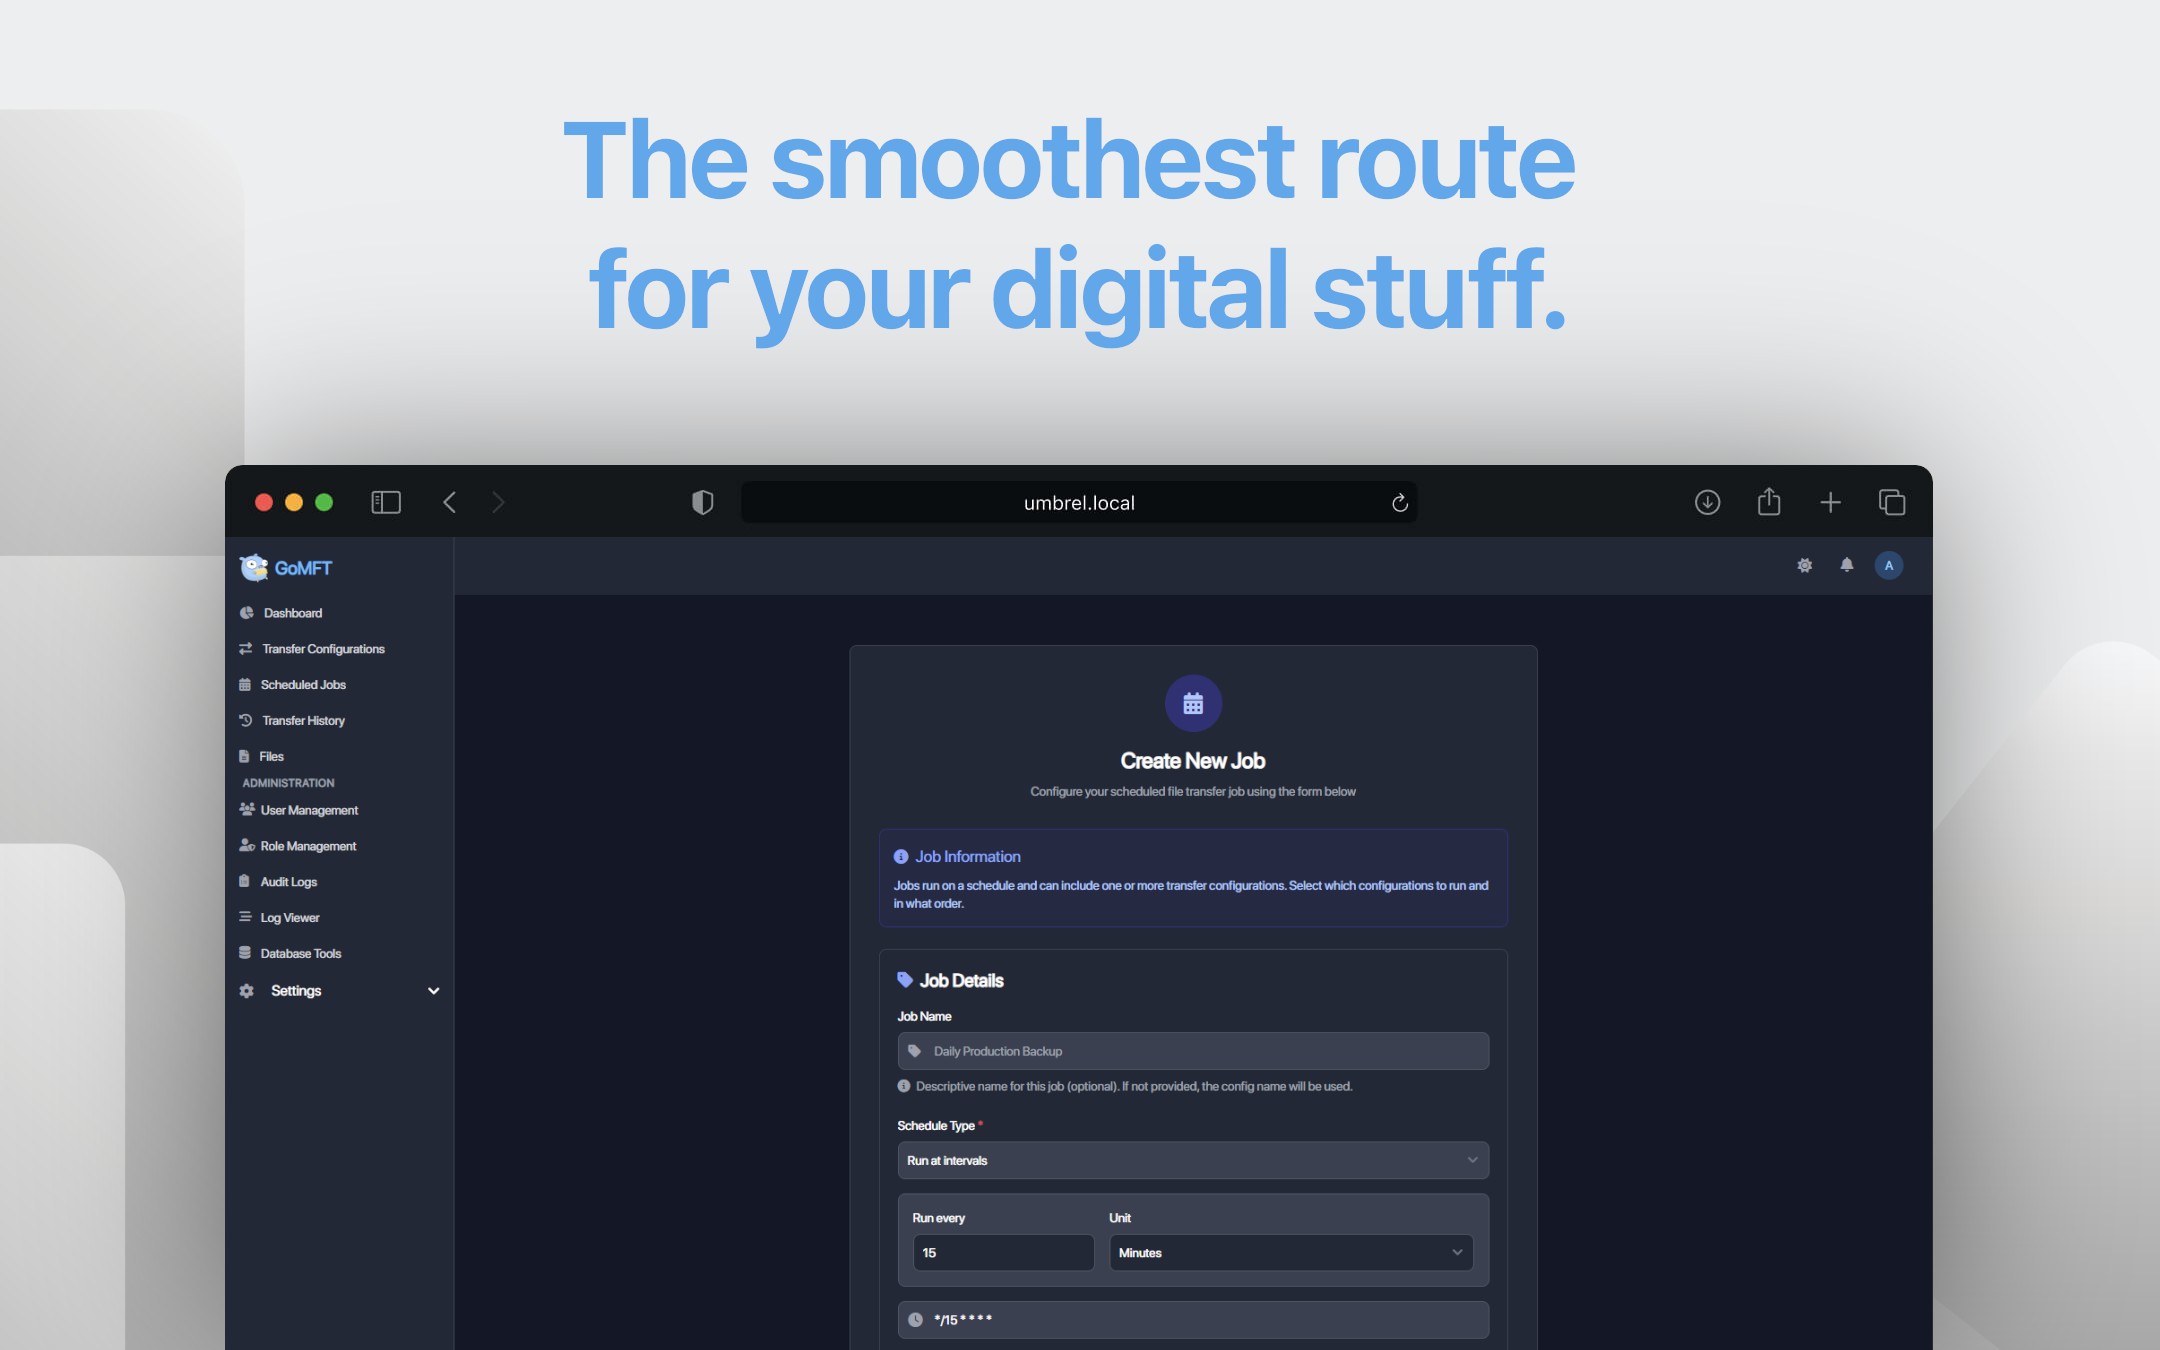 The smoothest route
for your digital stuff.
umbrel.local
GoMFT
A
Dashboard
Transfer Configurations
Scheduled Jobs
Transfer History
Files
ADMINISTRATION
User Management
Role Management
Audit Logs
Log Viewer
Database Tools
Settings
Create New Job
Configure your scheduled file transfer job using the form below
Job Information
Jobs run on a schedule and can include one or more transfer configurations. Select which configurations to run and
in what order.
Job Details
Job Name
Daily Production Backup
Descriptive name for this job (optional). If not provided, the config name will be used.
Schedule Type *
Run at intervals
Run every
Unit
15
Minutes
*/15 * * * *